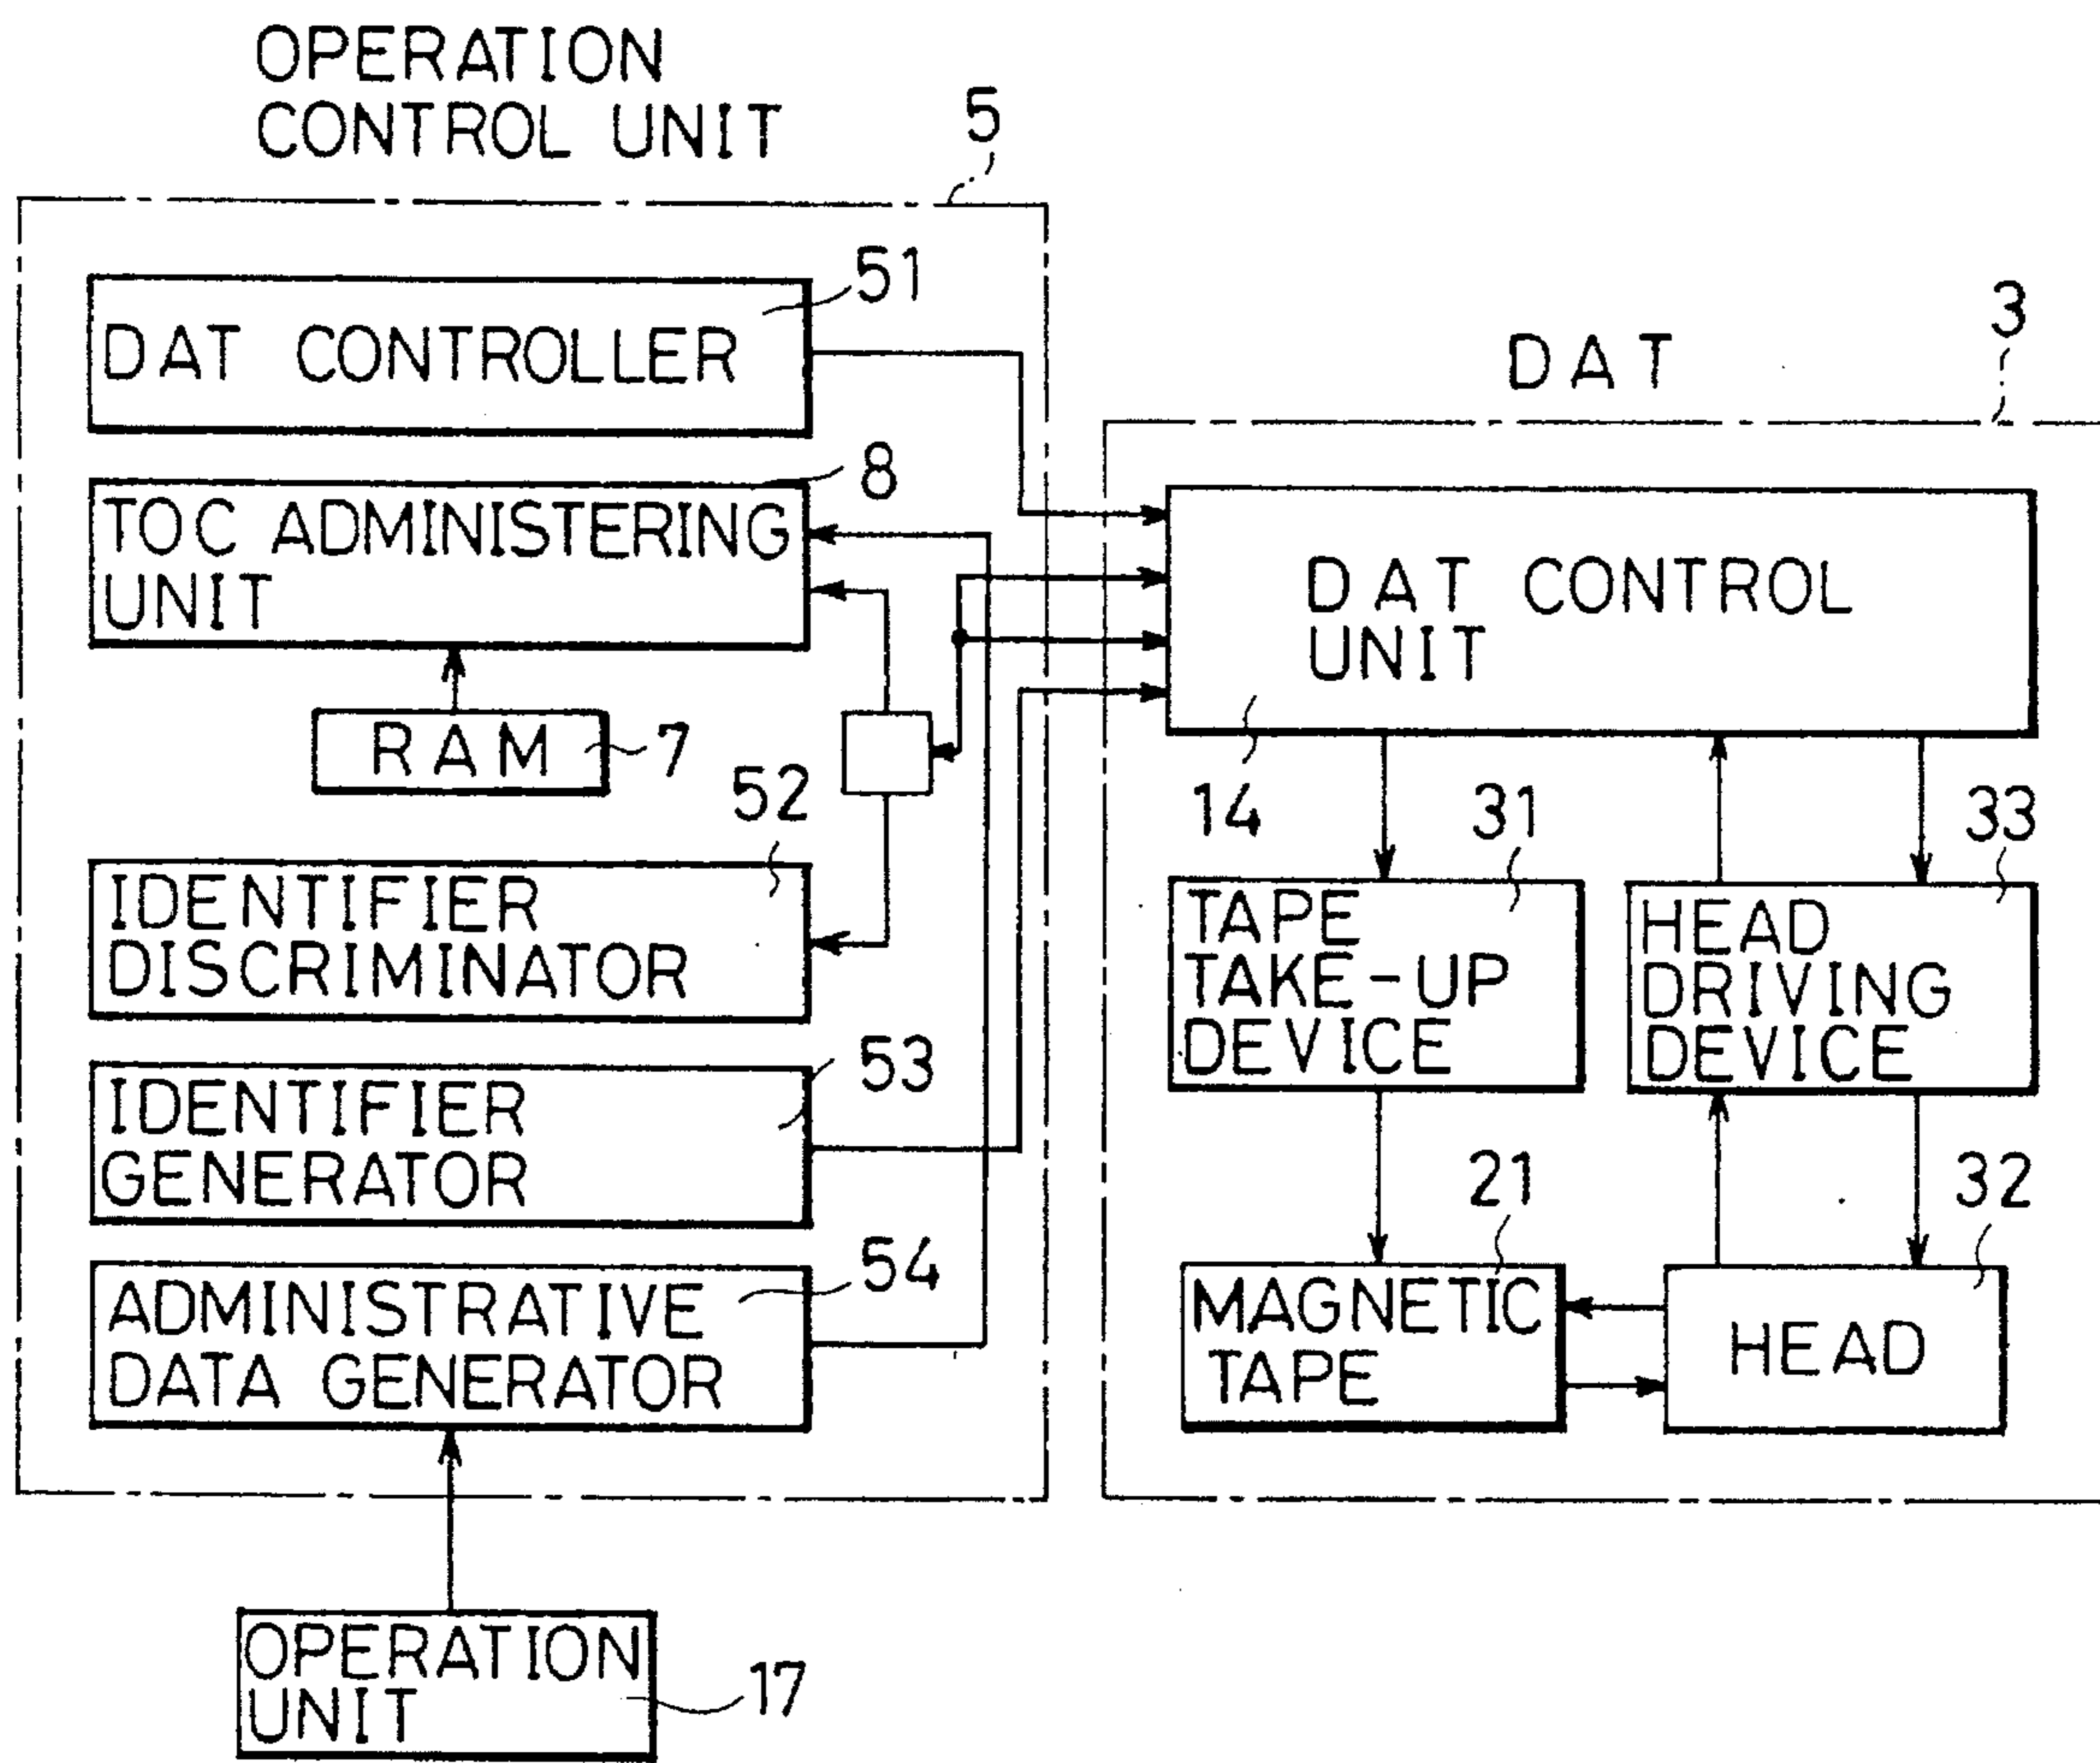 OPERATION
CONTROL UNIT
5
51
DAT CONTROLLER
8
TOC ADMINISTERING
UNIT
RAM
7
52
IDENTIFIER
DISCRIMINATOR
53
IDENTIFIER
GENERATOR
54
ADMINISTRATIVE
DATA GENERATOR
OPERATION
UNIT
17
DAT
3
DAT CONTROL
UNIT
14
31
33
TAPE
TAKE-UP
DEVICE
HEAD
DRIVING
DEVICE
21
32
MAGNETIC
TAPE
HEAD